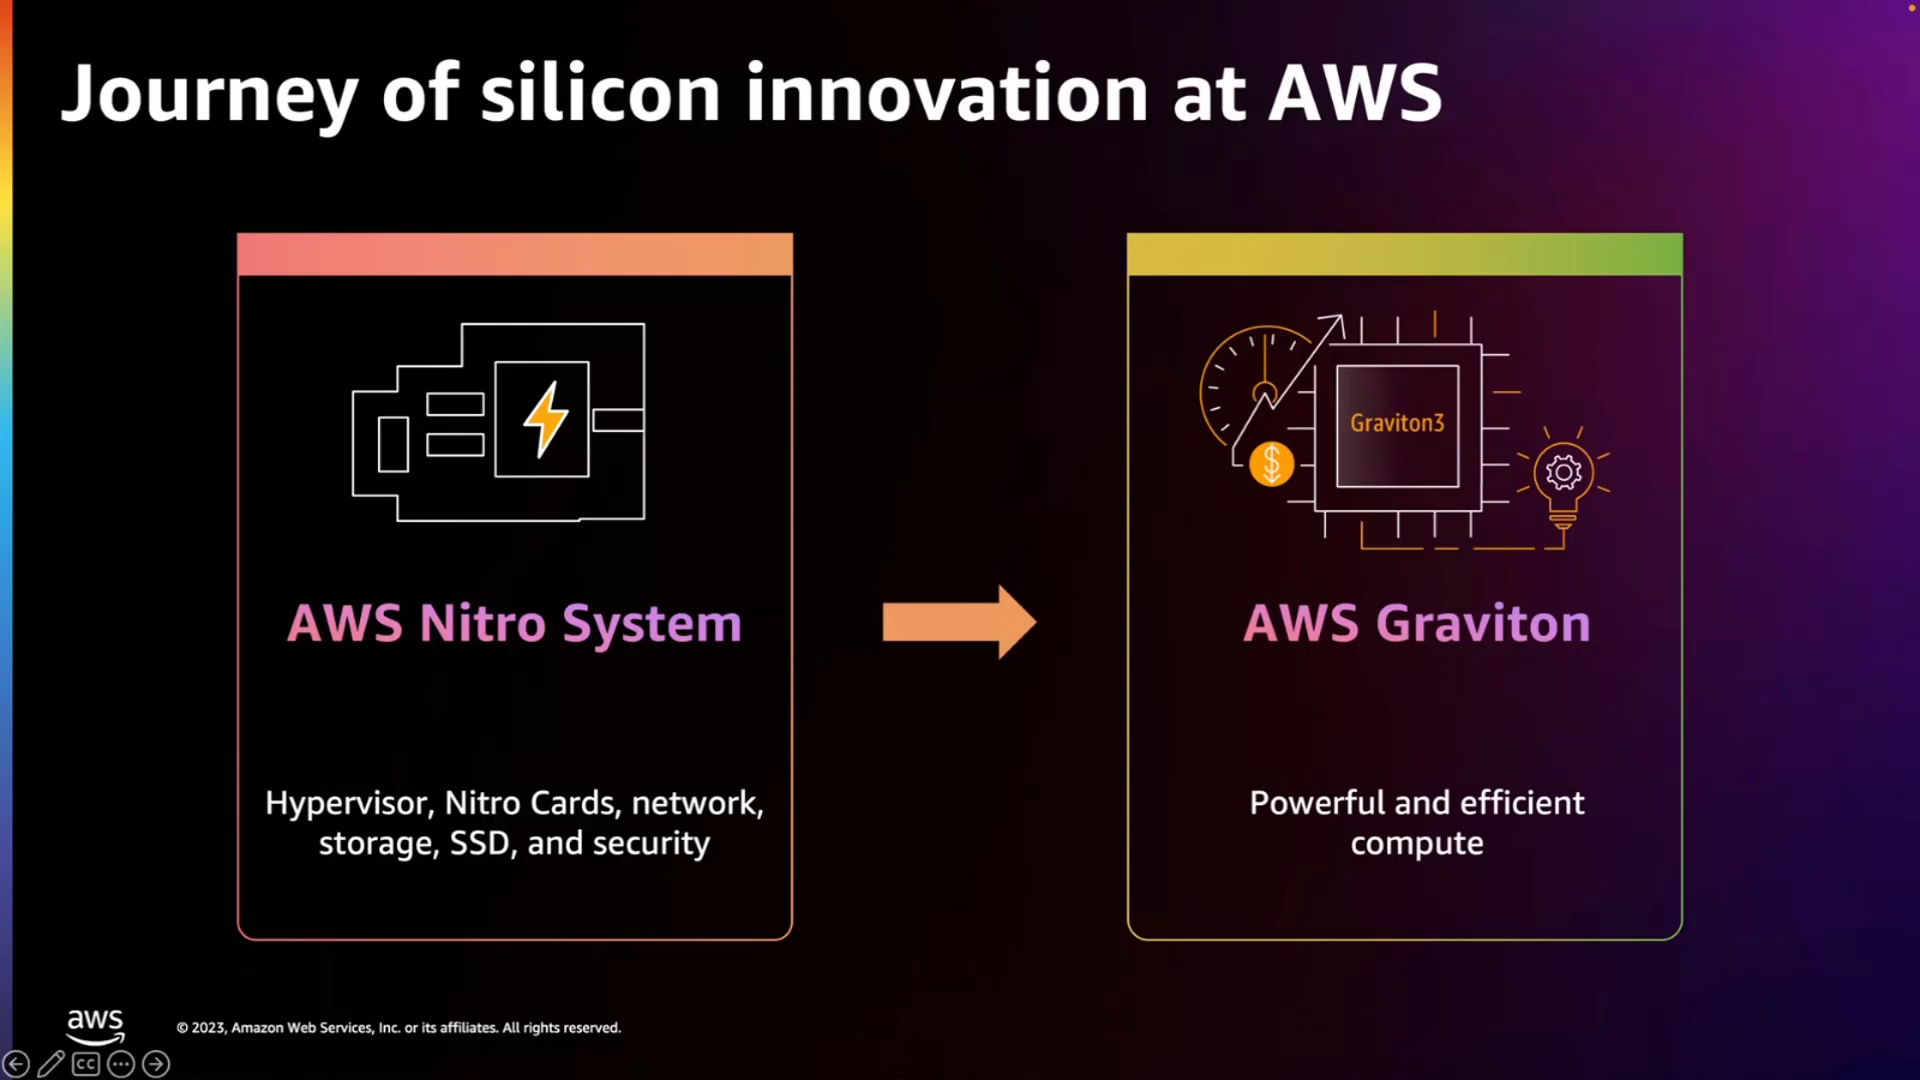 Journey of silicon innovation at AWS
Graviton3
$
AWS Nitro System
AWS Graviton
Hypervisor, Nitro Cards, network,
storage, SSD, and security
Powerful and efficient
compute
aws
© 2023, Amazon Web Services, Inc. or its affiliates. All rights reserved.
CC